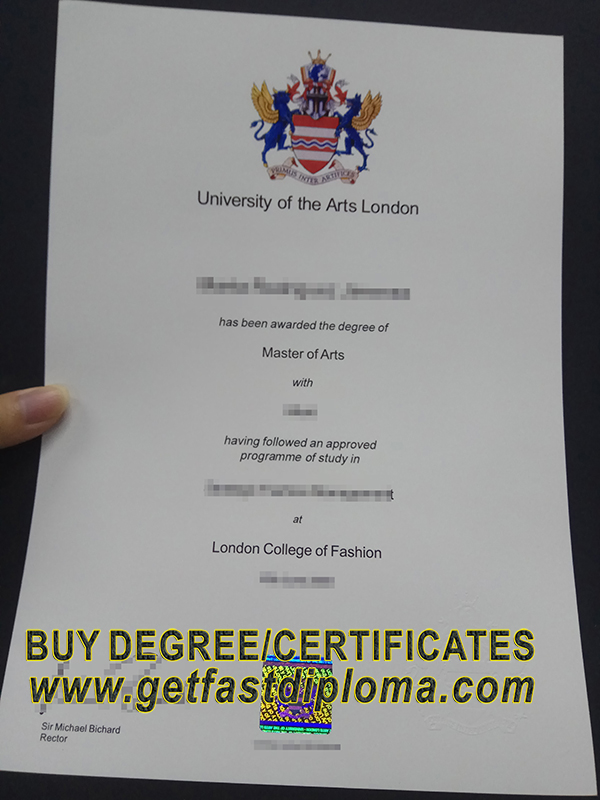 PRIMUS INTER ARTIFICES
University of the Arts London
has been awarded the degree of
Master of Arts
with
having followed an approved
programme of study in
at
London College of Fashion
BUY DEGREE/CERTIFICATES
www.getfastdiploma.com
Sir Michael Bichard
Rector